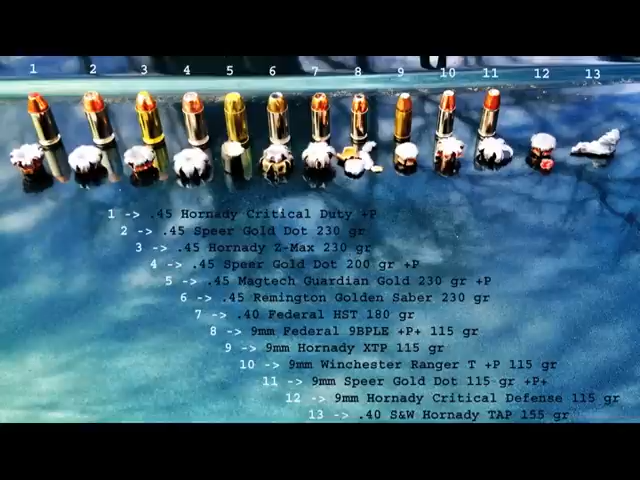 1 2 3 4 5 6 7 8 9 10 11 12 13
1 -> .45 Hornady Critical Duty +P
2 -> .45 Speer Gold Dot 230 gr
3 -> .45 Hornady Z-Max 230 gr
4 -> .45 Speer Gold Dot 200 gr +P
5 -> .45 Magtech Guardian Gold 230 gr +P
6 -> .45 Remington Golden Saber 230 gr
7 -> .40 Federal HST 180 gr
8 -> 9mm Federal 9BPLE +P+ 115 gr
9 -> 9mm Hornady XTP 115 gr
10 -> 9mm Winchester Ranger T +P 115 gr
11 -> 9mm Speer Gold Dot 115 gr +P+
12 -> 9mm Hornady Critical Defense 115 gr
13 -> .40 S&W Hornady TAP 155 gr